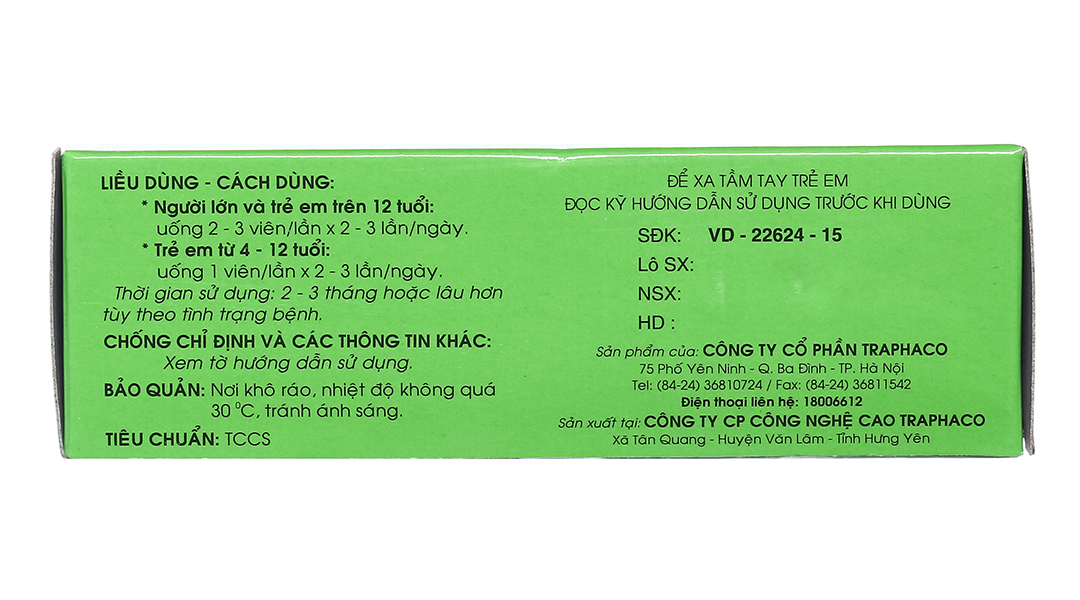 LIỀU DÙNG - CÁCH DÙNG:
* Người lớn và trẻ em trên 12 tuổi:
uống 2 - 3 viên/lần x 2 - 3 lần/ngày.
* Trẻ em từ 4 - 12 tuổi:
uống 1 viên/lần x 2 - 3 lần/ngày.
Thời gian sử dụng: 2 - 3 tháng hoặc lâu hơn
tùy theo tình trạng bệnh.
CHỐNG CHỈ ĐỊNH VÀ CÁC THÔNG TIN KHÁC:
Xem tờ hướng dẫn sử dụng.
BẢO QUẢN: Nơi khô ráo, nhiệt độ không quá
30 ⁰C, tránh ánh sáng.
TIÊU CHUẨN: TCCS
ĐỂ XA TẦM TAY TRẺ EM
ĐỌC KỸ HƯỚNG DẪN SỬ DỤNG TRƯỚC KHI DÙNG
SĐK: VD - 22624 - 15
Lô SX:
NSX:
HD :
Sản phẩm của: CÔNG TY CỔ PHẦN TRAPHACO
75 Phố Yên Ninh - Q. Ba Đình - TP. Hà Nội
Tel: (84-24) 36810724 / Fax: (84-24) 36811542
Điện thoại liên hệ: 18006612
Sản xuất tại: CÔNG TY CP CÔNG NGHỆ CAO TRAPHACO
Xã Tân Quang - Huyện Văn Lâm - Tỉnh Hưng Yên